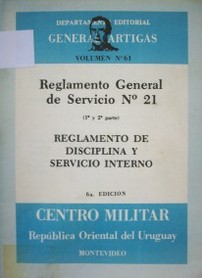 DEPARTAMENTO EDITORIAL
GENERAL ARTIGAS
VOLUMEN Nº 61
Reglamento General
de Servicio Nº 21
(1ª y 2ª parte)
REGLAMENTO DE
DISCIPLINA Y
SERVICIO INTERNO
6a. EDICION
CENTRO MILITAR
República Oriental del Uruguay
MONTEVIDEO